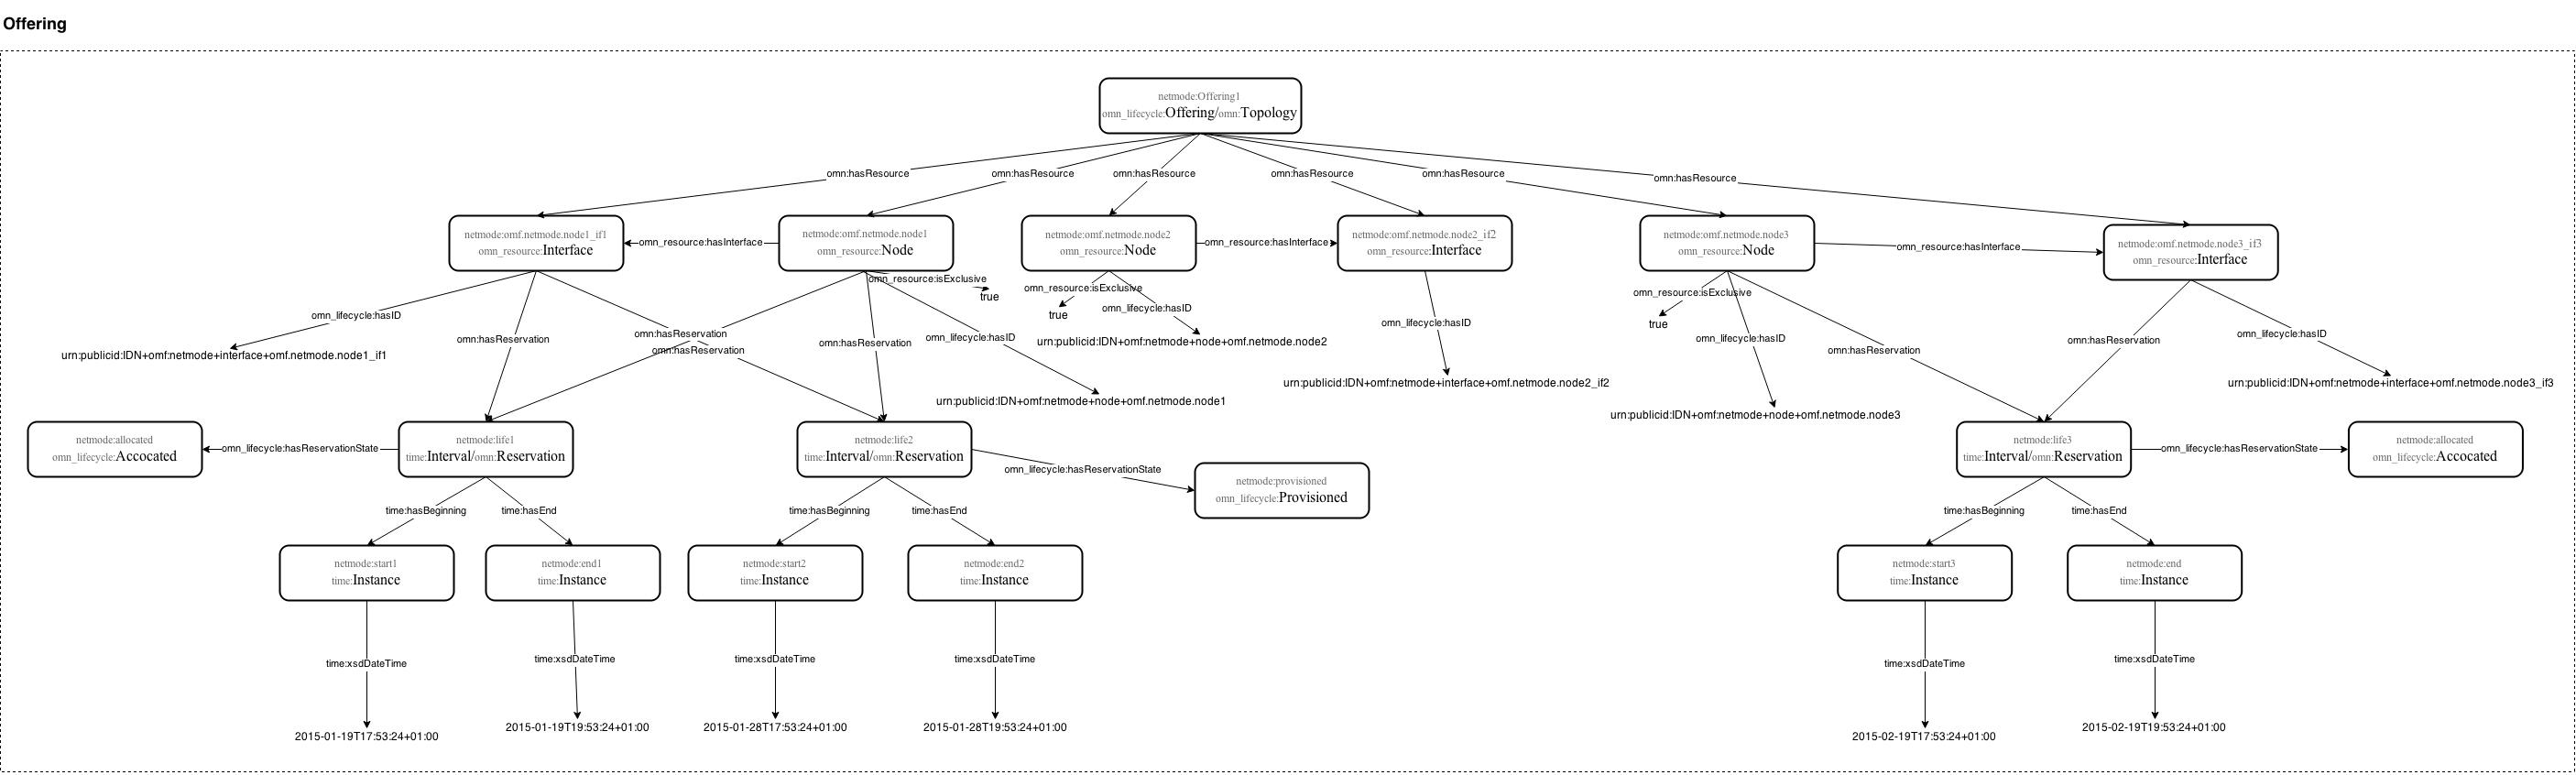 Offering
netmode:Offering1
omn_lifecycle:Offering/omn:Topology
omn:hasResource
omn:hasResource
omn:hasResource
omn:hasResource
omn:hasResource
omn:hasResource
netmode:omf.netmode.node1_if1
omn_resource:Interface
omn_resource:hasInterface
netmode:omf.netmode.node1
omn_resource:Node
netmode:omf.netmode.node2
omn_resource:Node
omn_resource:hasInterface
netmode:omf.netmode.node2_if2
omn_resource:Interface
netmode:omf.netmode.node3
omn_resource:Node
omn_resource:hasInterface
netmode:omf.netmode.node3_if3
omn_resource:Interface
omn_resource:isExclusive
true
omn_resource:isExclusive
true
omn_resource:isExclusive
true
omn_lifecycle:hasID
omn:hasReservation
omn:hasReservation
omn:hasReservation
omn:hasReservation
omn_lifecycle:hasID
omn_lifecycle:hasID
omn_lifecycle:hasID
omn_lifecycle:hasID
omn:hasReservation
omn:hasReservation
omn_lifecycle:hasID
urn:publicid:IDN+omf:netmode+interface+omf.netmode.node1_if1
urn:publicid:IDN+omf:netmode+node+omf.netmode.node2
urn:publicid:IDN+omf:netmode+interface+omf.netmode.node2_if2
urn:publicid:IDN+omf:netmode+interface+omf.netmode.node3_if3
urn:publicid:IDN+omf:netmode+node+omf.netmode.node1
urn:publicid:IDN+omf:netmode+node+omf.netmode.node3
netmode:allocated
omn_lifecycle:Accocated
omn_lifecycle:hasReservationState
netmode:life1
time:Interval/omn:Reservation
netmode:life2
time:Interval/omn:Reservation
omn_lifecycle:hasReservationState
netmode:provisioned
omn_lifecycle:Provisioned
netmode:life3
time:Interval/omn:Reservation
omn_lifecycle:hasReservationState
netmode:allocated
omn_lifecycle:Accocated
time:hasBeginning
time:hasEnd
time:hasBeginning
time:hasEnd
time:hasBeginning
time:hasEnd
netmode:start1
time:Instance
netmode:end1
time:Instance
netmode:start2
time:Instance
netmode:end2
time:Instance
netmode:start3
time:Instance
netmode:end
time:Instance
time:xsdDateTime
time:xsdDateTime
time:xsdDateTime
time:xsdDateTime
time:xsdDateTime
time:xsdDateTime
2015-01-19T17:53:24+01:00
2015-01-19T19:53:24+01:00
2015-01-28T17:53:24+01:00
2015-01-28T19:53:24+01:00
2015-02-19T17:53:24+01:00
2015-02-19T19:53:24+01:00